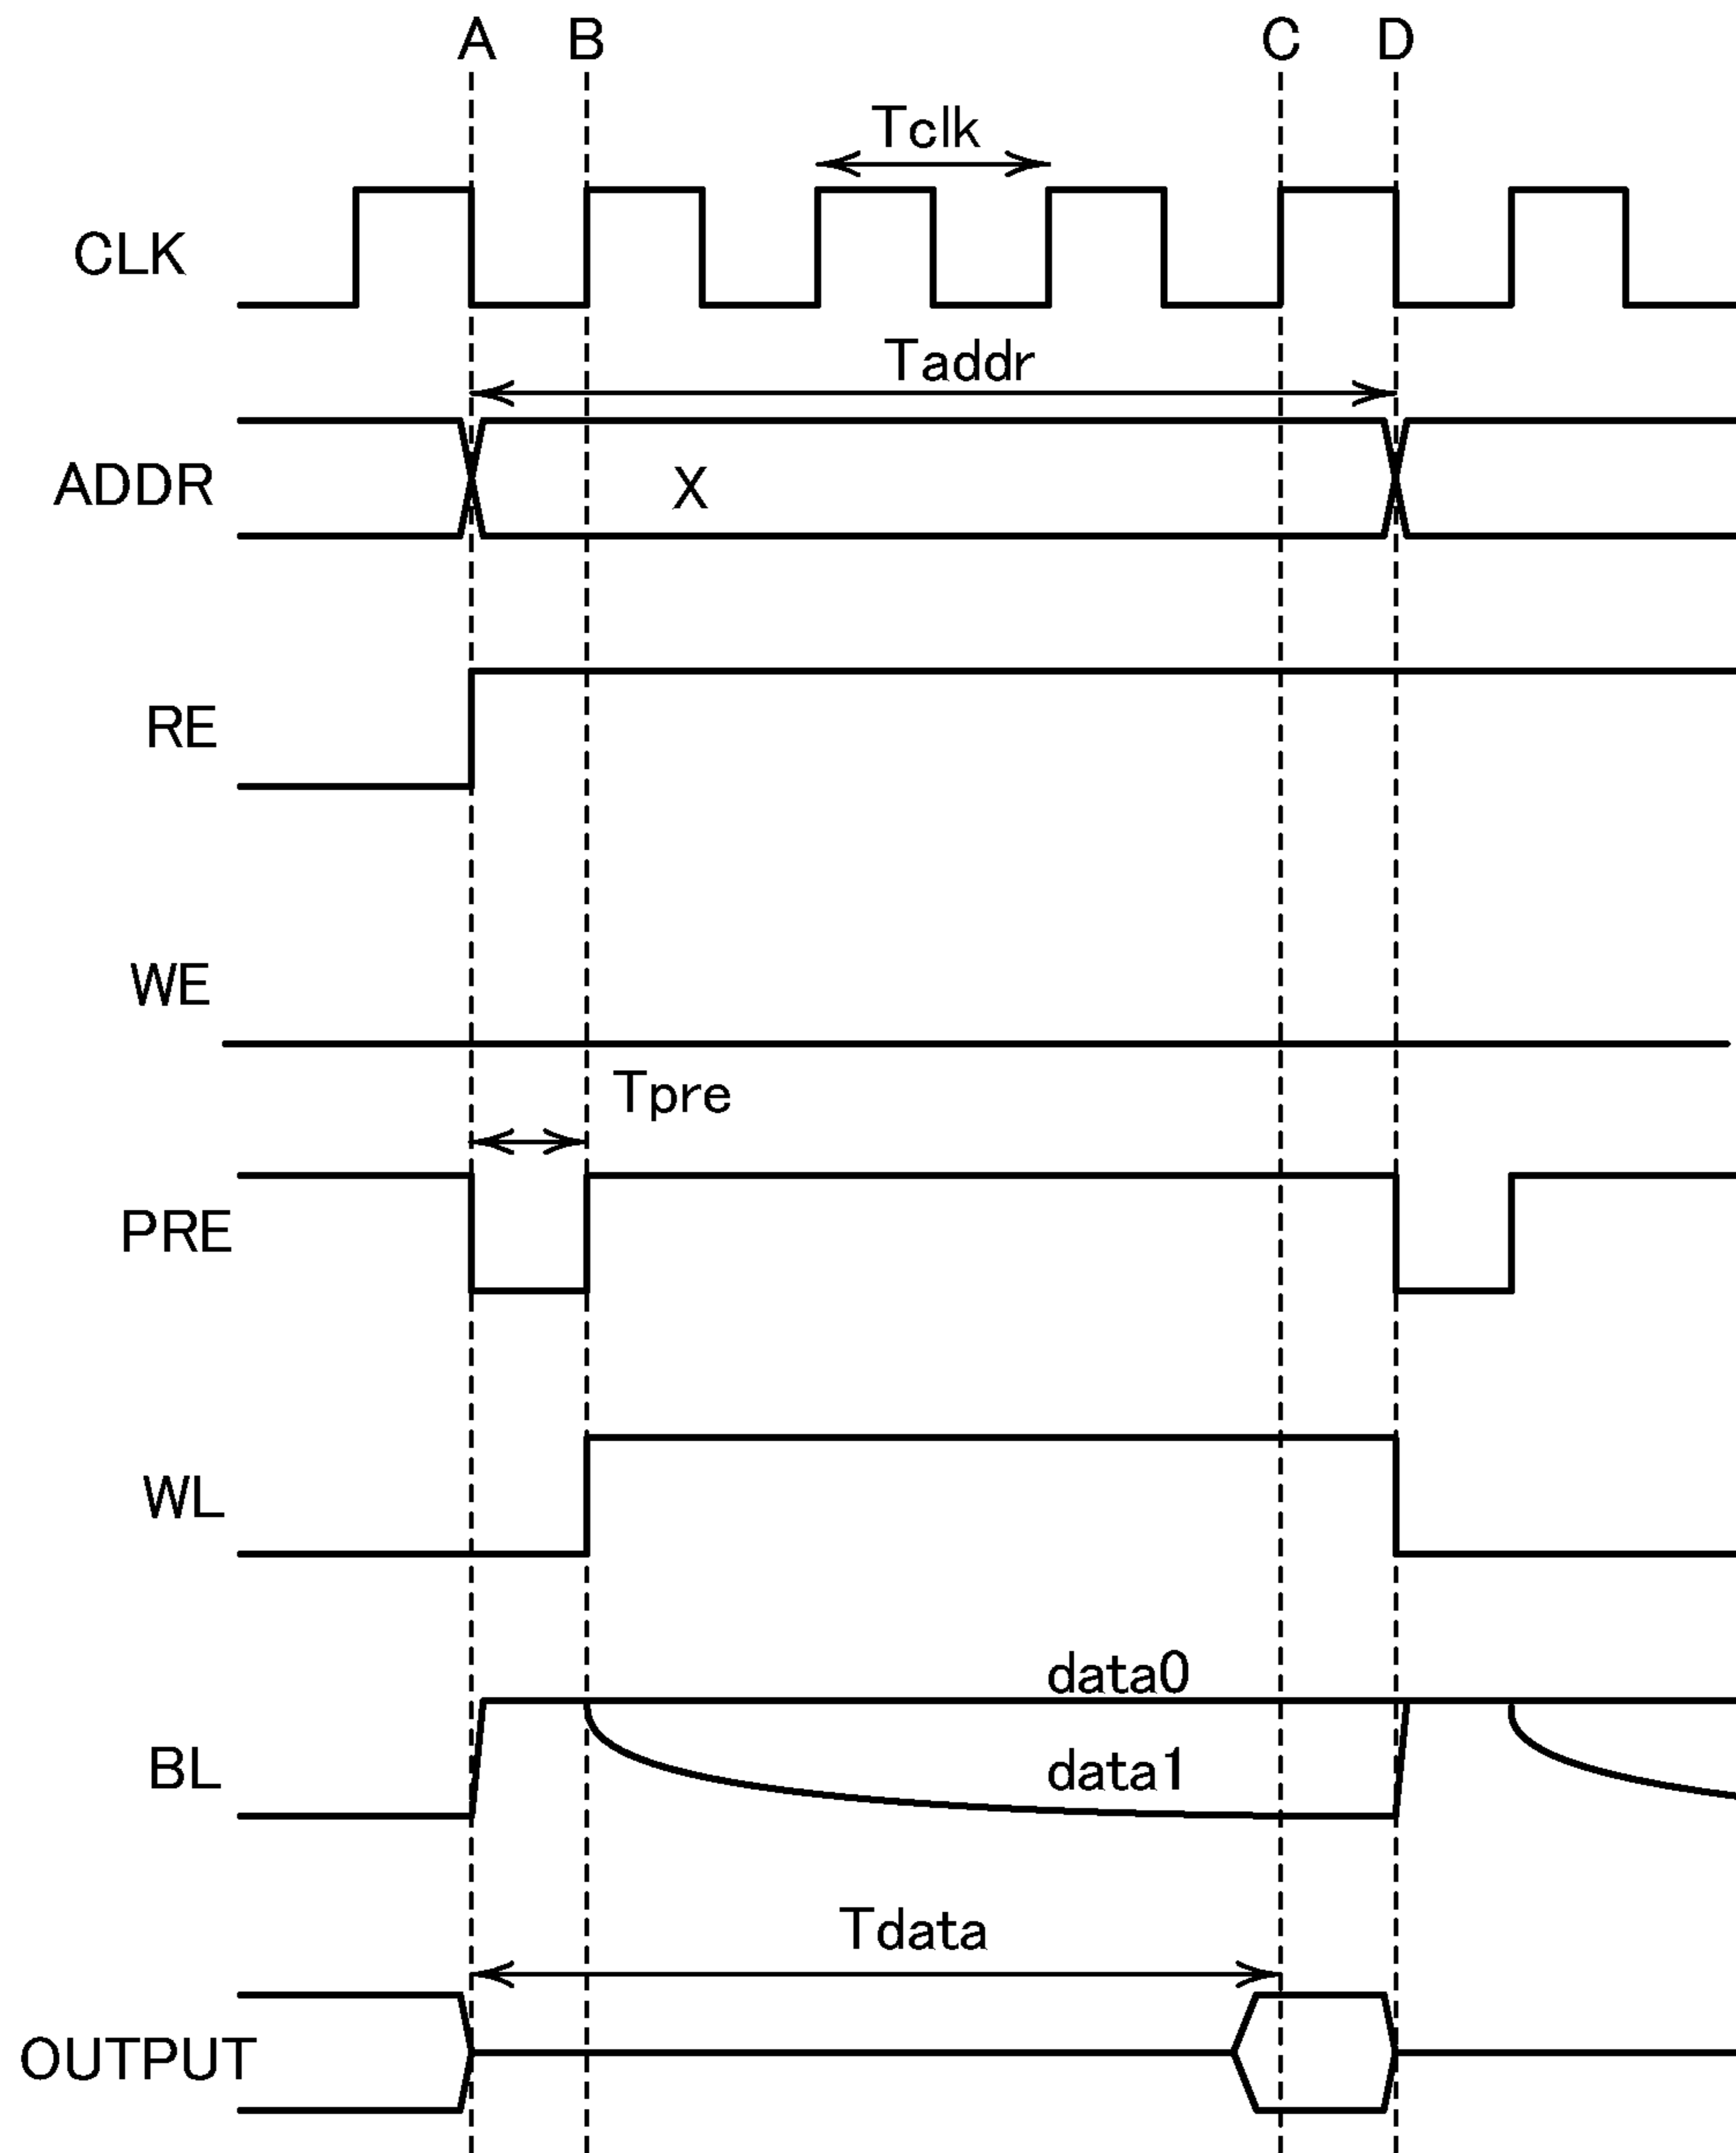 A B C D
Tclk
CLK
Taddr
ADDR X
RE
WE
Tpre
PRE
WL
data0
BL data1
Tdata
OUTPUT